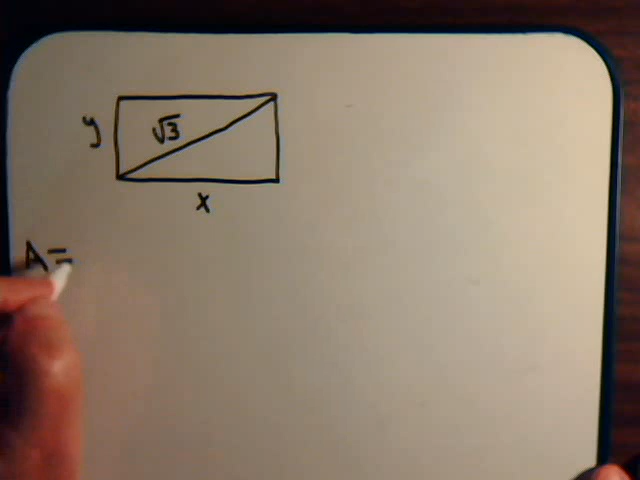 y
√3
x
A =